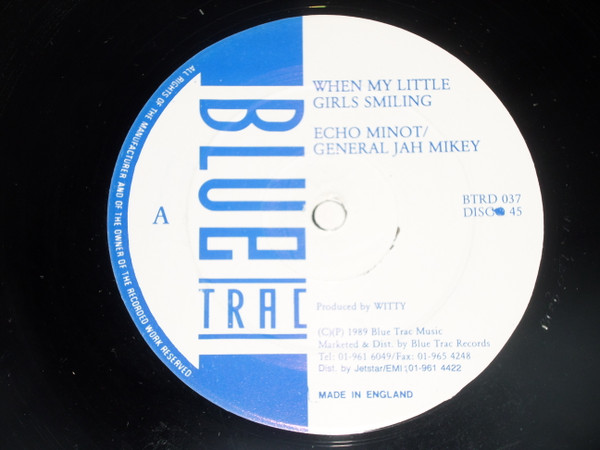 ALL RIGHTS OF THE MANUFACTURER AND OF THE OWNER OF THE RECORDED WORK RESERVED
BLUE
TRAC
A
WHEN MY LITTLE
GIRLS SMILING
ECHO MINOT/
GENERAL JAH MIKEY
BTRD 037
DISCO 45
Produced by WITTY
(C)(P) 1989 Blue Trac Music
Marketed & Dist. by Blue Trac Records
Tel: 01-961 6049/Fax: 01-965 4248
Dist. by Jetstar/EMI :01-961 4422
MADE IN ENGLAND